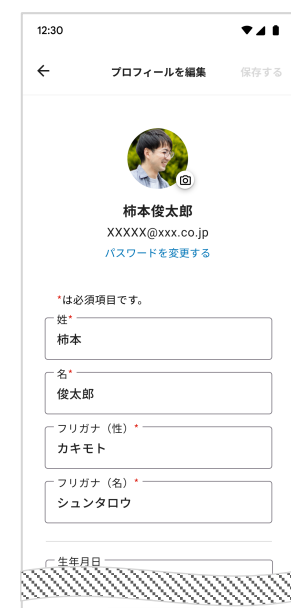 12:30
プロフィールを編集 保存する
柿本俊太郎
XXXXX@xxx.co.jp
パスワードを変更する
*は必須項目です。
姓*
柿本
名*
俊太郎
フリガナ（性）*
カキモト
フリガナ（名）*
シュンタロウ
生年月日